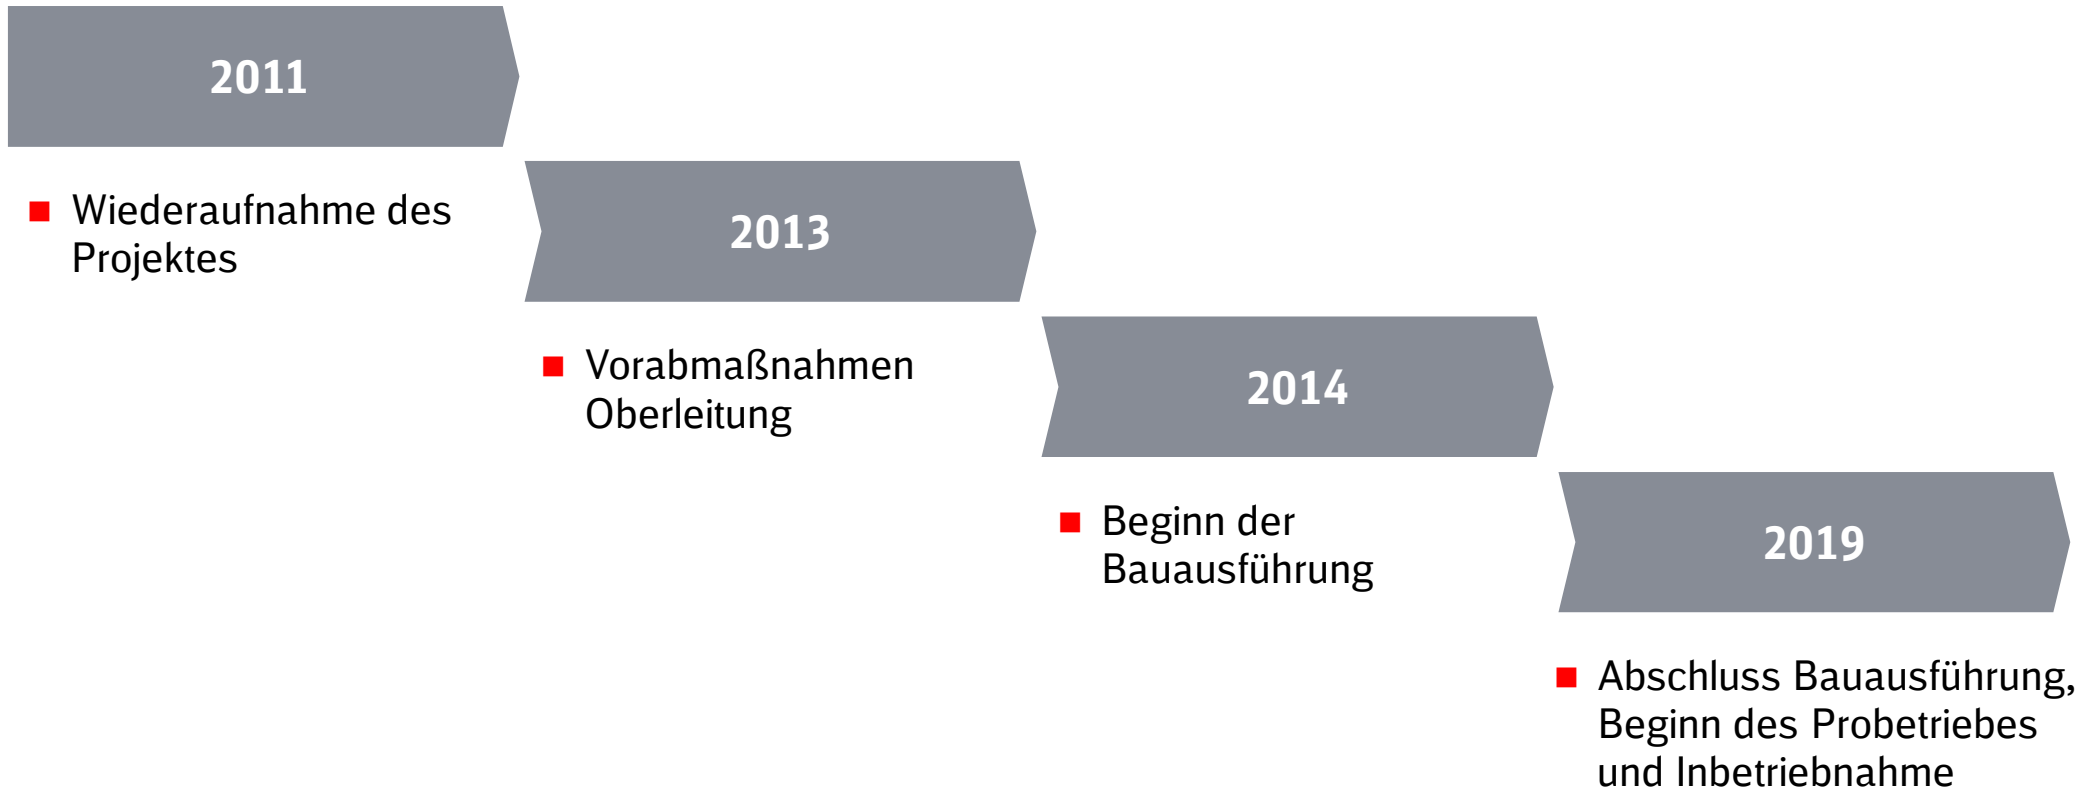 2011
Wiederaufnahme des
Projektes
2013
Vorabmaßnahmen
Oberleitung
2014
Beginn der
Bauausführung
2019
Abschluss Bauausführung,
Beginn des Probetriebes
und Inbetriebnahme